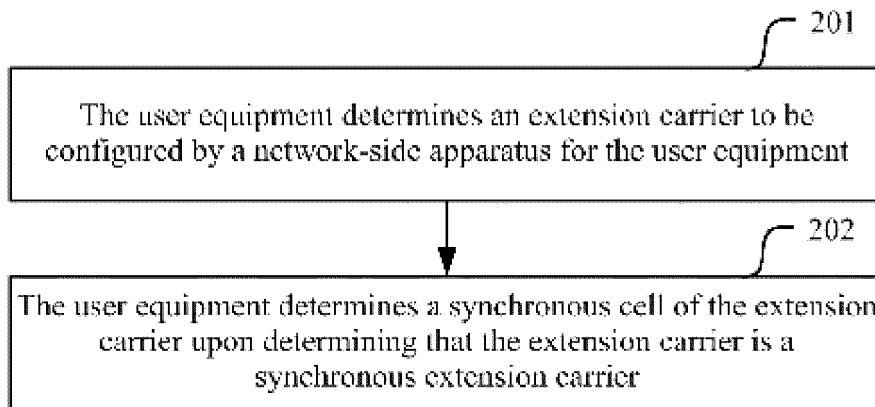 201
The user equipment determines an extension carrier to be
configured by a network-side apparatus for the user equipment
202
The user equipment determines a synchronous cell of the extension
carrier upon determining that the extension carrier is a
synchronous extension carrier